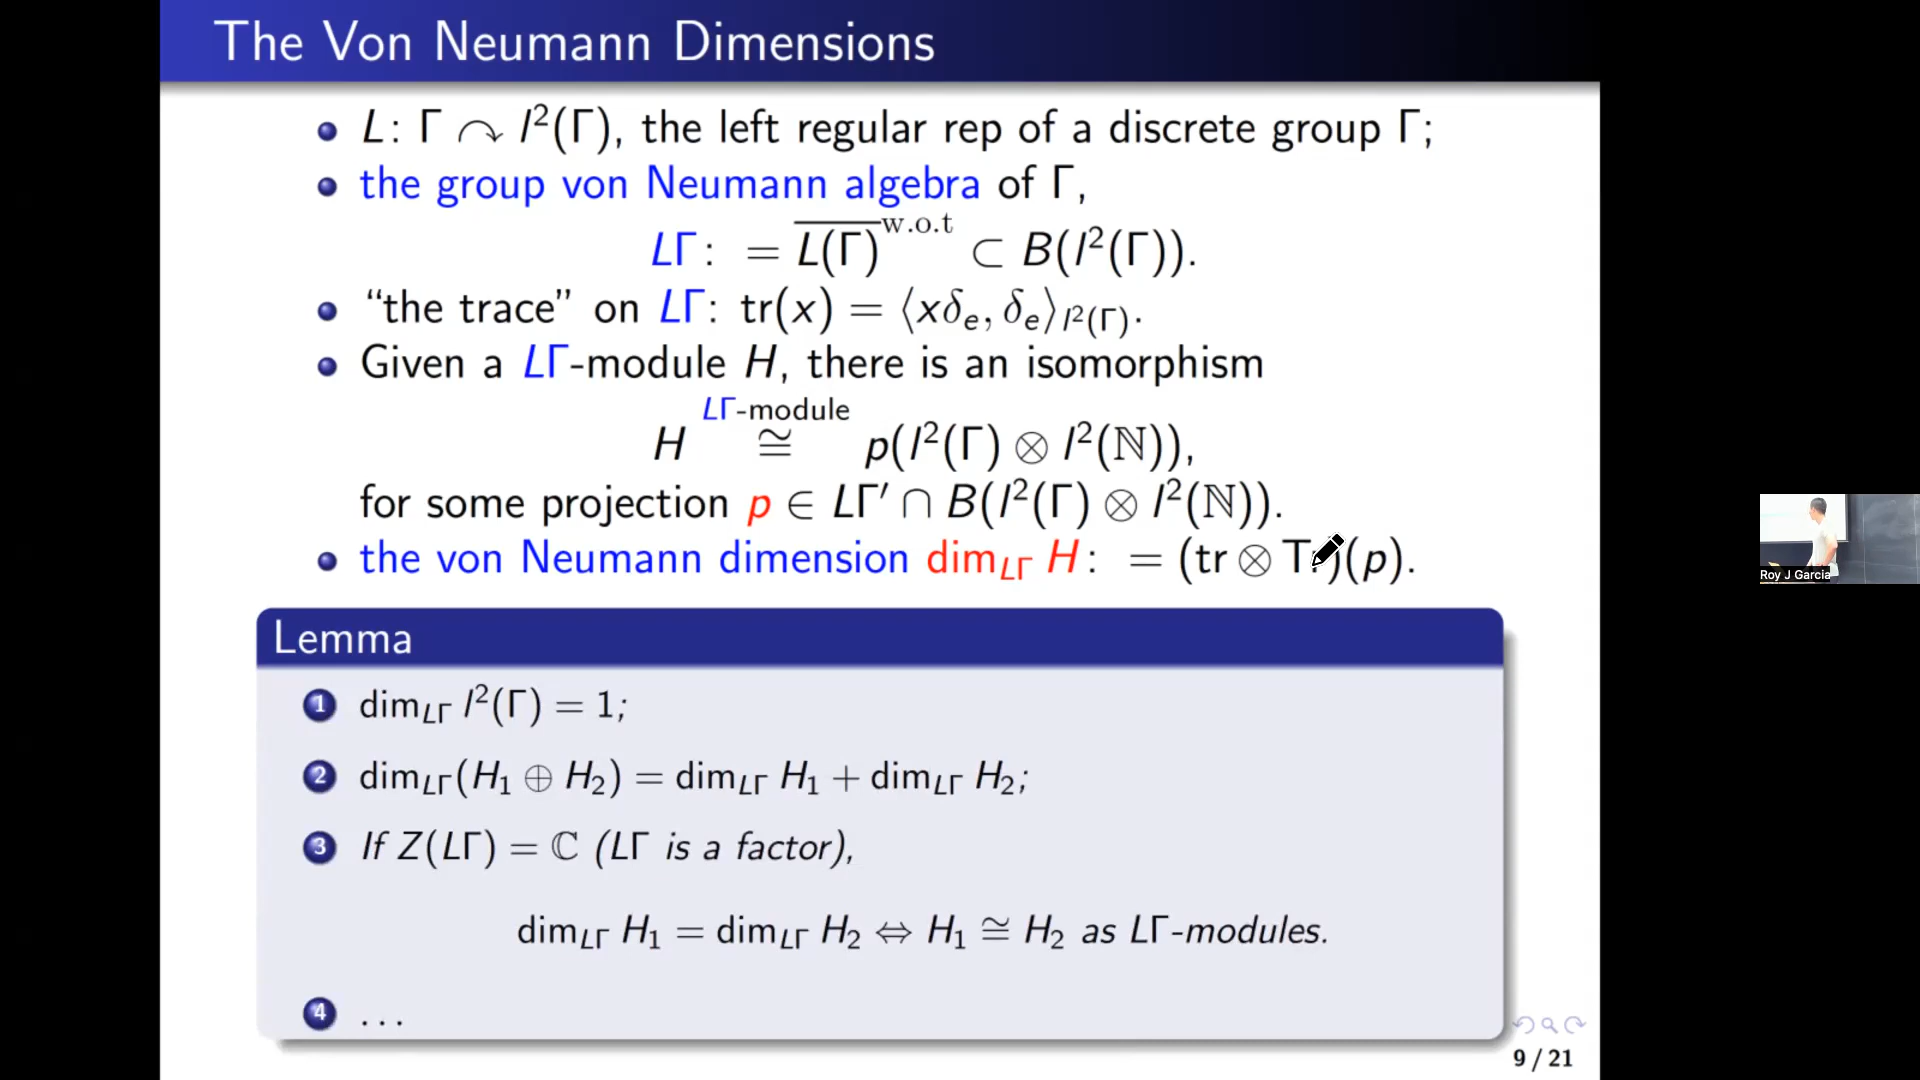 The Von Neumann Dimensions
L: Γ ↷ l²(Γ), the left regular rep of a discrete group Γ;
the group von Neumann algebra of Γ,
LΓ: = \overline{L(Γ)}^{w.o.t} ⊂ B(l²(Γ)).
“the trace” on LΓ: tr(x) = ⟨xδ_e, δ_e⟩_{l²(Γ)}.
Given a LΓ-module H, there is an isomorphism
H ≅^{LΓ-module} p(l²(Γ) ⊗ l²(ℕ)),
for some projection p ∈ LΓ′ ∩ B(l²(Γ) ⊗ l²(ℕ)).
the von Neumann dimension dim_{LΓ} H: = (tr ⊗ Tr)(p).
Roy J Garcia
Lemma
1 dim_{LΓ} l²(Γ) = 1;
2 dim_{LΓ}(H₁ ⊕ H₂) = dim_{LΓ} H₁ + dim_{LΓ} H₂;
3 If Z(LΓ) = ℂ (LΓ is a factor),
dim_{LΓ} H₁ = dim_{LΓ} H₂ ⇔ H₁ ≅ H₂ as LΓ-modules.
4 ...
9 / 21